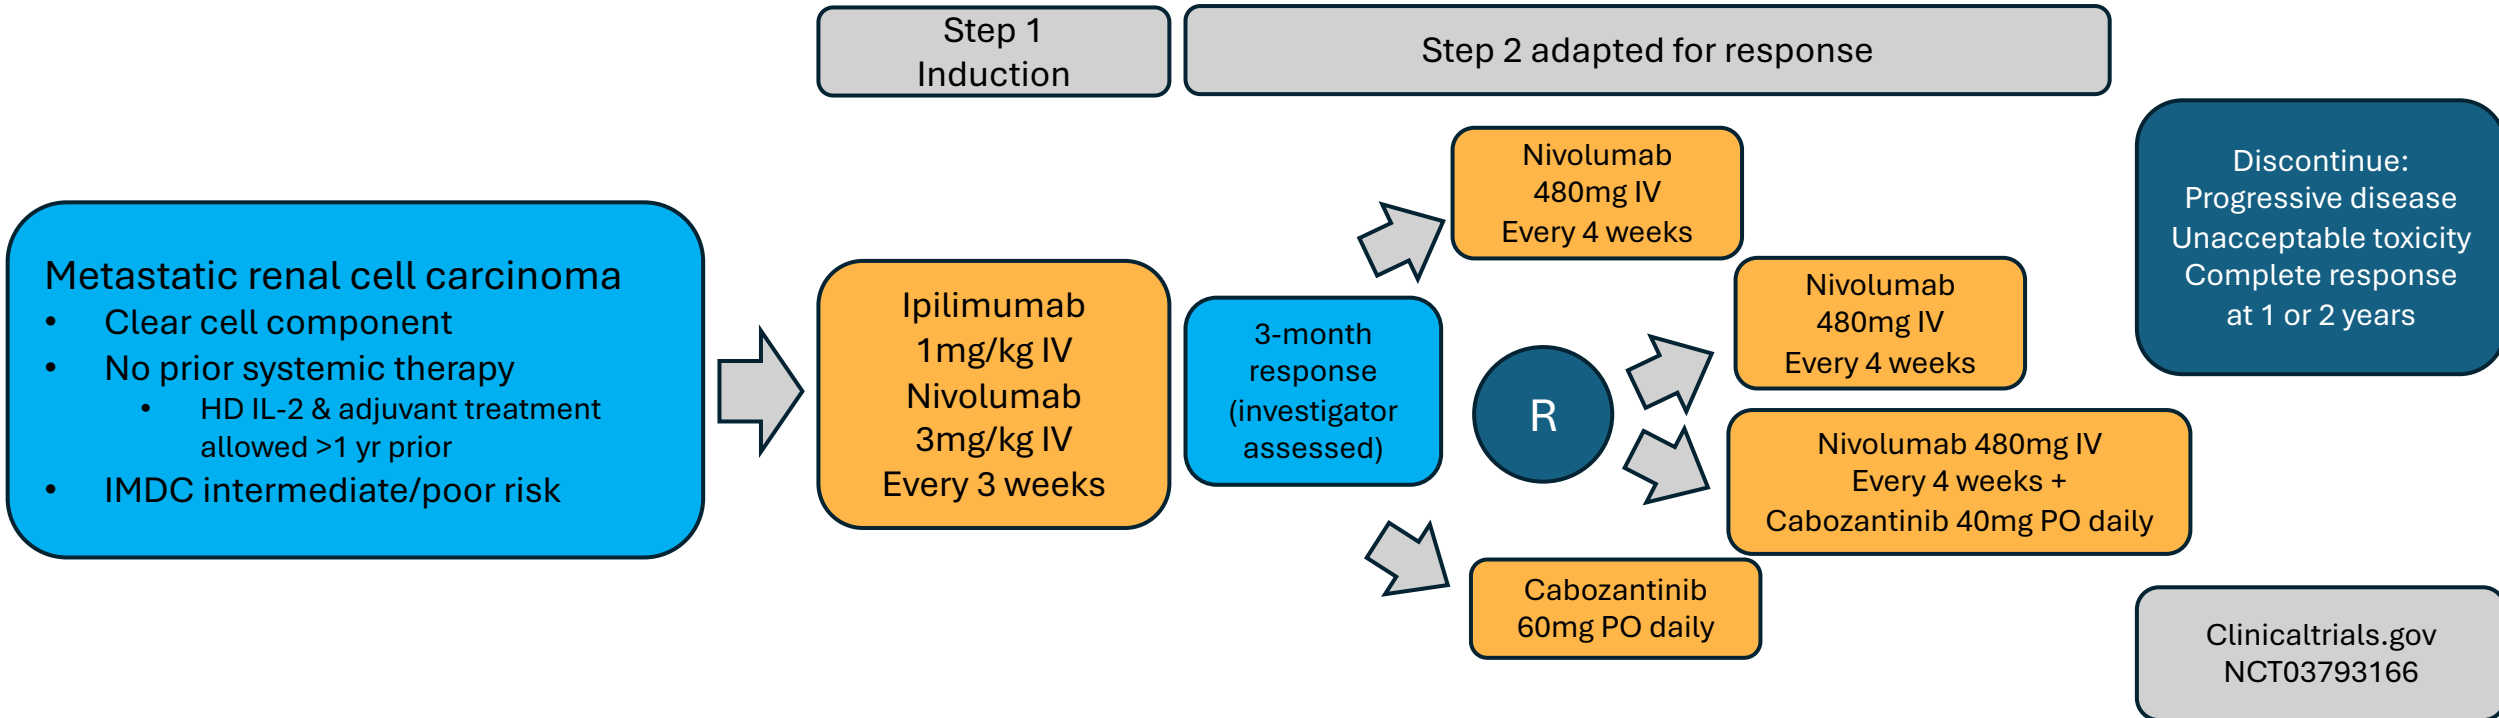 Step 1
Induction
Step 2 adapted for response
Metastatic renal cell carcinoma
• Clear cell component
• No prior systemic therapy
• HD IL-2 & adjuvant treatment
allowed >1 yr prior
• IMDC intermediate/poor risk
Ipilimumab
1mg/kg IV
Nivolumab
3mg/kg IV
Every 3 weeks
3-month
response
(investigator
assessed)
Nivolumab
480mg IV
Every 4 weeks
R
Nivolumab
480mg IV
Every 4 weeks
Nivolumab 480mg IV
Every 4 weeks +
Cabozantinib 40mg PO daily
Cabozantinib
60mg PO daily
Discontinue:
Progressive disease
Unacceptable toxicity
Complete response
at 1 or 2 years
Clinicaltrials.gov
NCT03793166